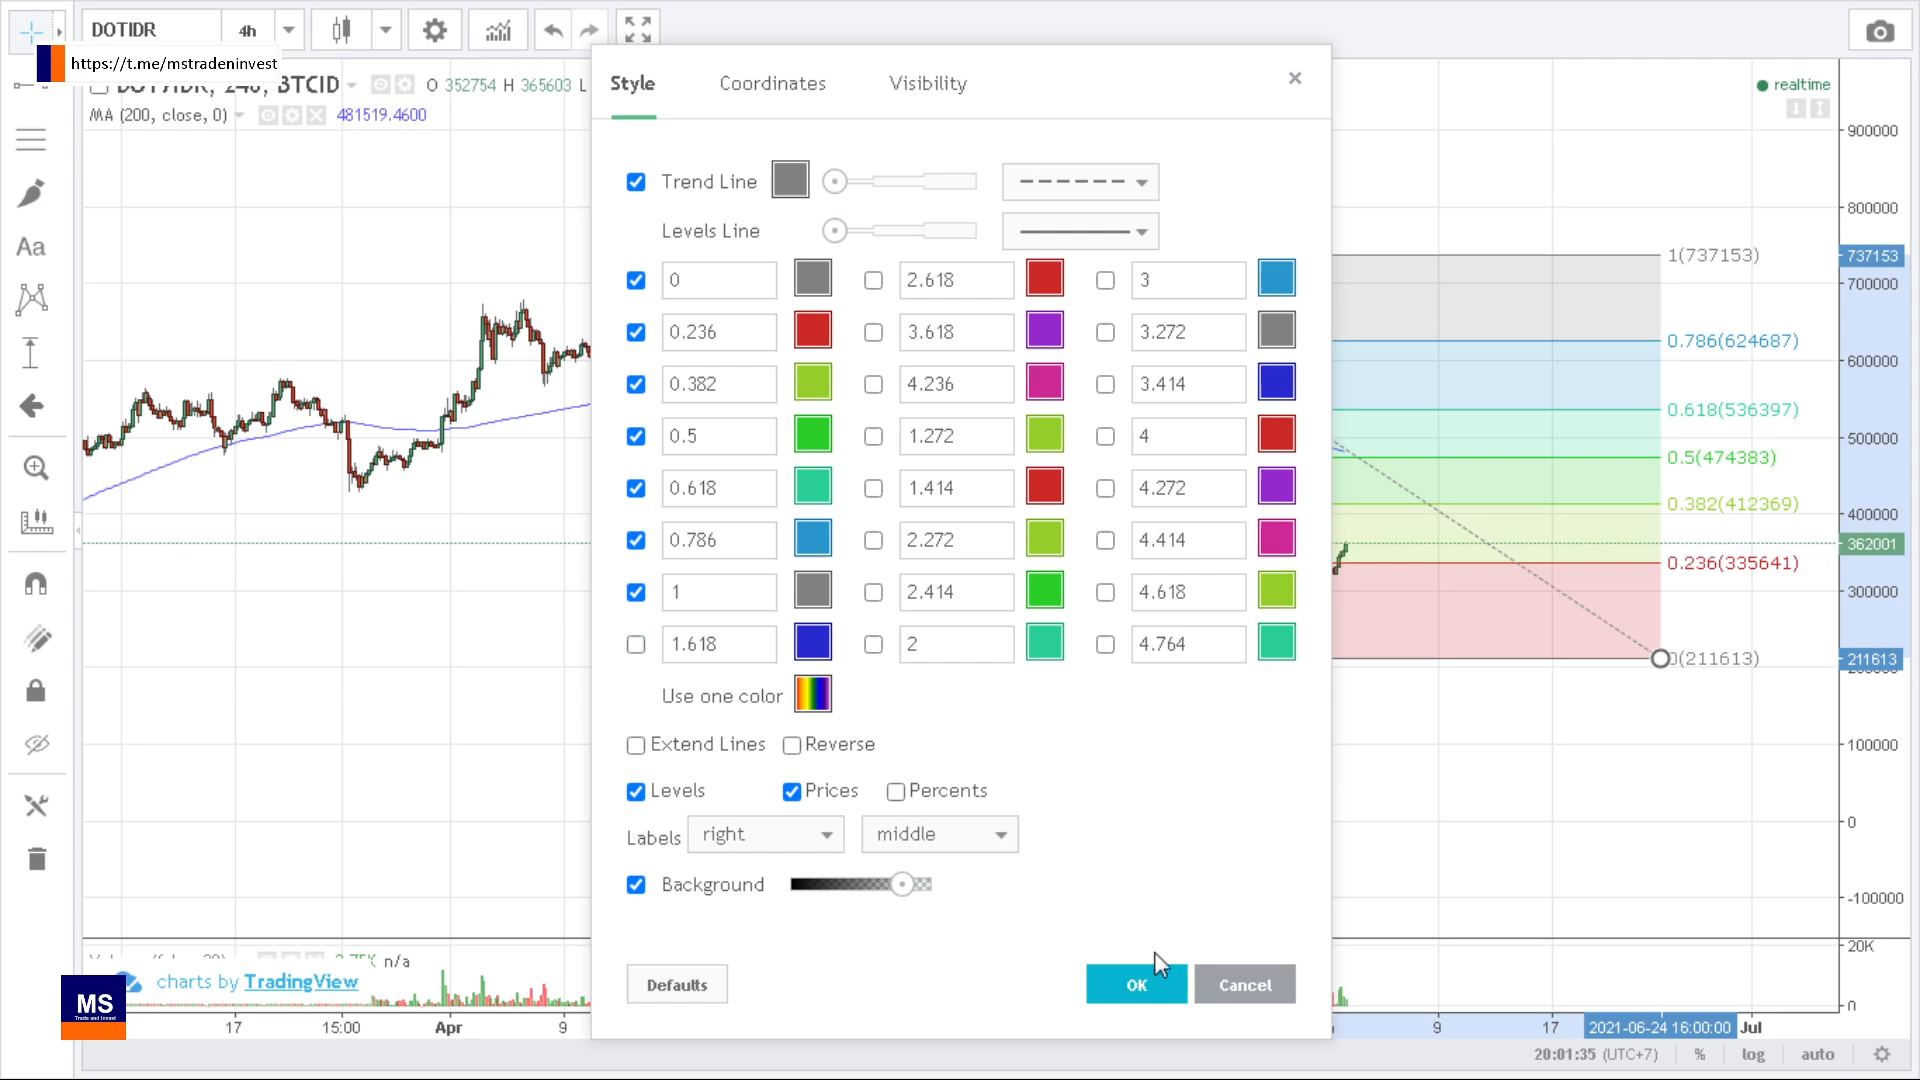 DOTIDR 4h
https://t.me/mstradeninvest
BTCID O 352754 H 365603 L
MA (200, close, 0) 481519.4600
Style Coordinates Visibility
realtime
Trend Line
Levels Line
0 2.618 3
0.236 3.618 3.272
0.382 4.236 3.414
0.5 1.272 4
0.618 1.414 4.272
0.786 2.272 4.414
1 2.414 4.618
1.618 2 4.764
Use one color
Extend Lines Reverse
Levels Prices Percents
Labels right middle
Background
Defaults OK Cancel
1(737153)
0.786(624687)
0.618(536397)
0.5(474383)
0.382(412369)
0.236(335641)
0(211613)
900000
800000
737153
700000
600000
500000
400000
362001
300000
211613
100000
0
-100000
20K
0
n/a
charts by TradingView
MS
Trade and Invest
17 15:00 Apr 9 9 17 2021-06-24 16:00:00 Jul
20:01:35 (UTC+7) % log auto